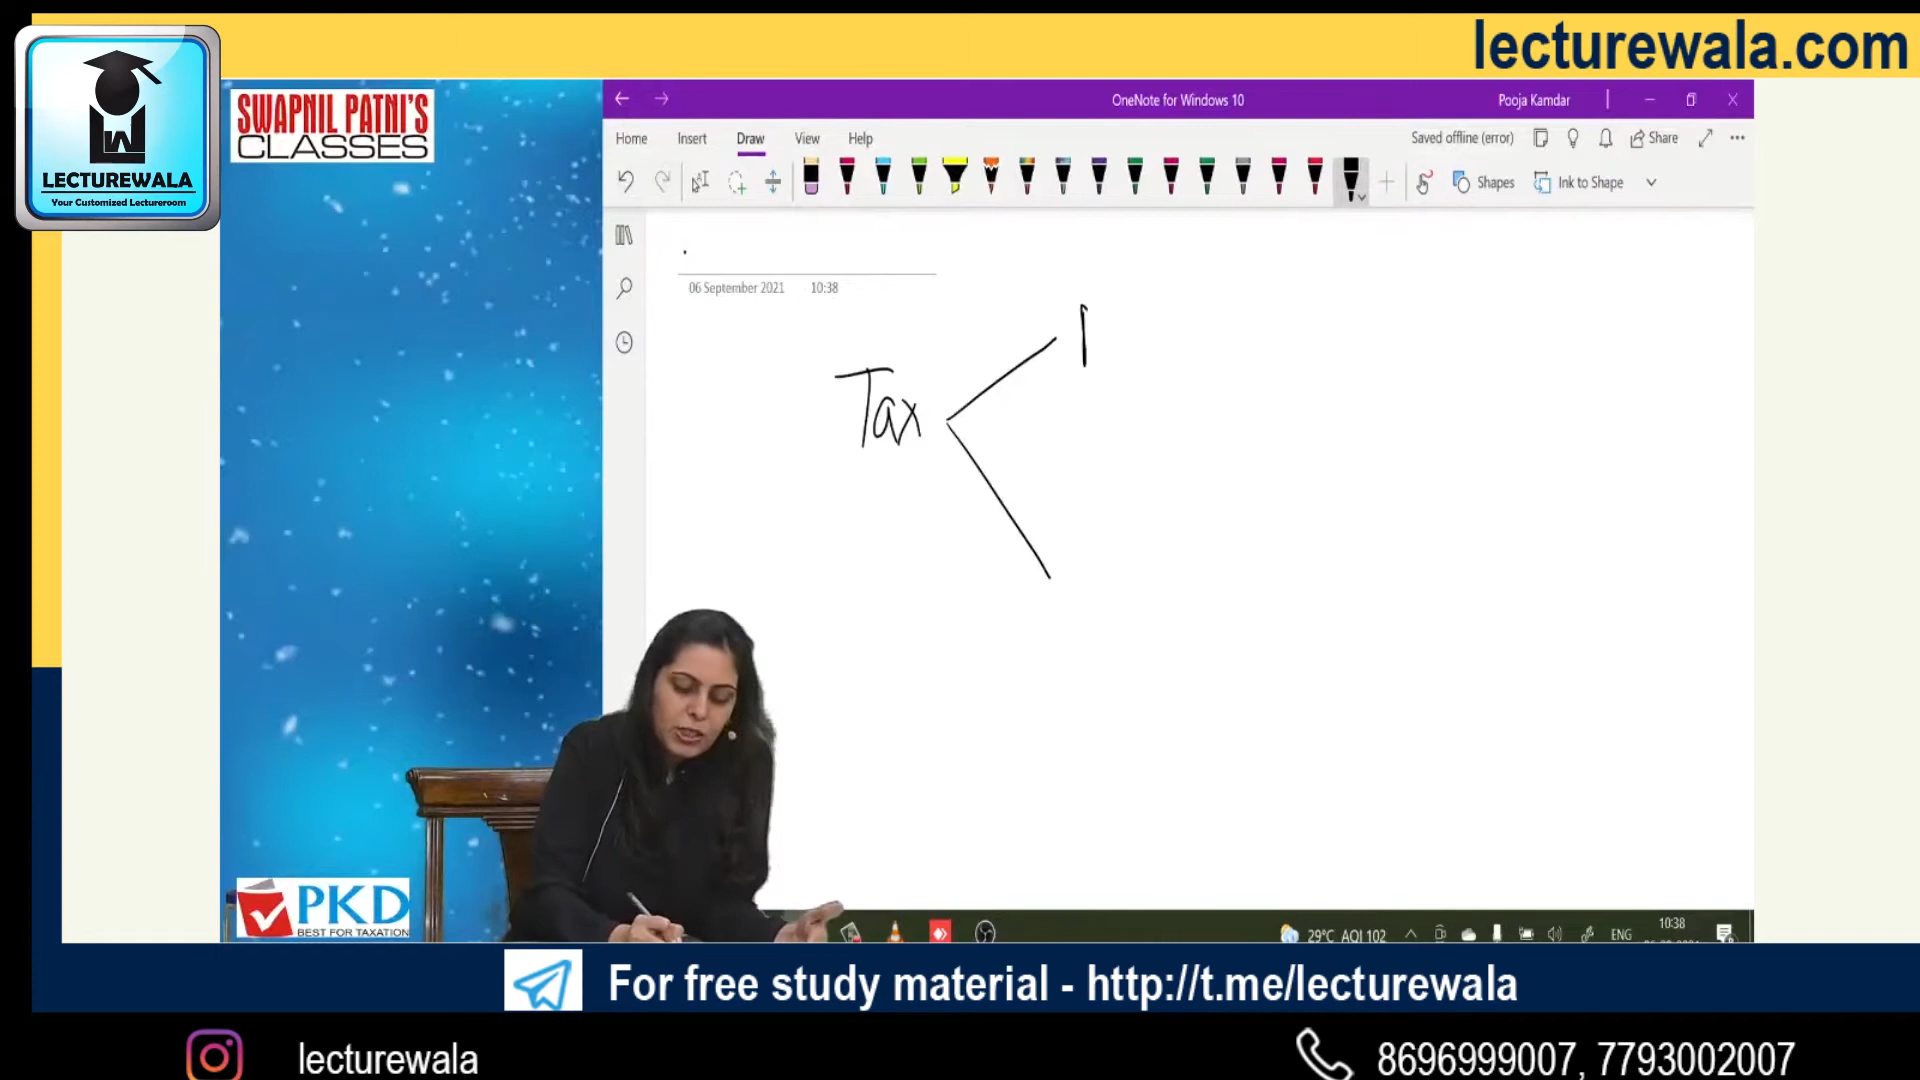 lecturewala.com
LW
LECTUREWALA
Your Customized Lectureroom
SWAPNIL PATNI'S
CLASSES
OneNote for Windows 10
Pooja Kamdar
Home Insert Draw View Help
Saved offline (error)
Share
Shapes
Ink to Shape
06 September 2021 10:38
Tax
PKD
BEST FOR TAXATION
29°C AQI 102
ENG
10:38
For free study material - http://t.me/lecturewala
lecturewala
8696999007, 7793002007